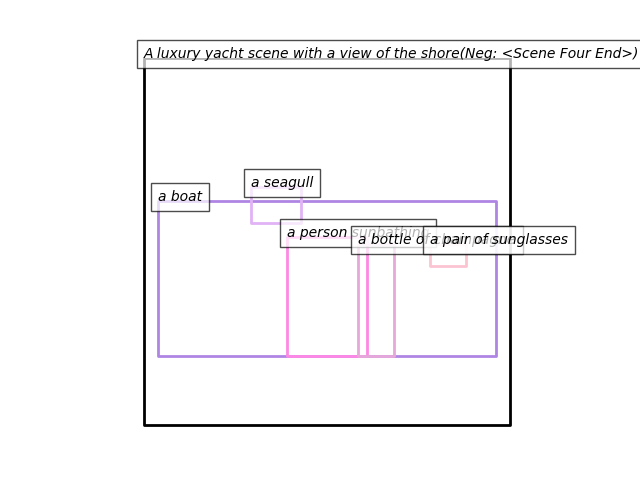 A luxury yacht scene with a view of the shore(Neg: <Scene Four End>)
a seagull
a boat
a person sunbathing
a bottle of champagne
a pair of sunglasses